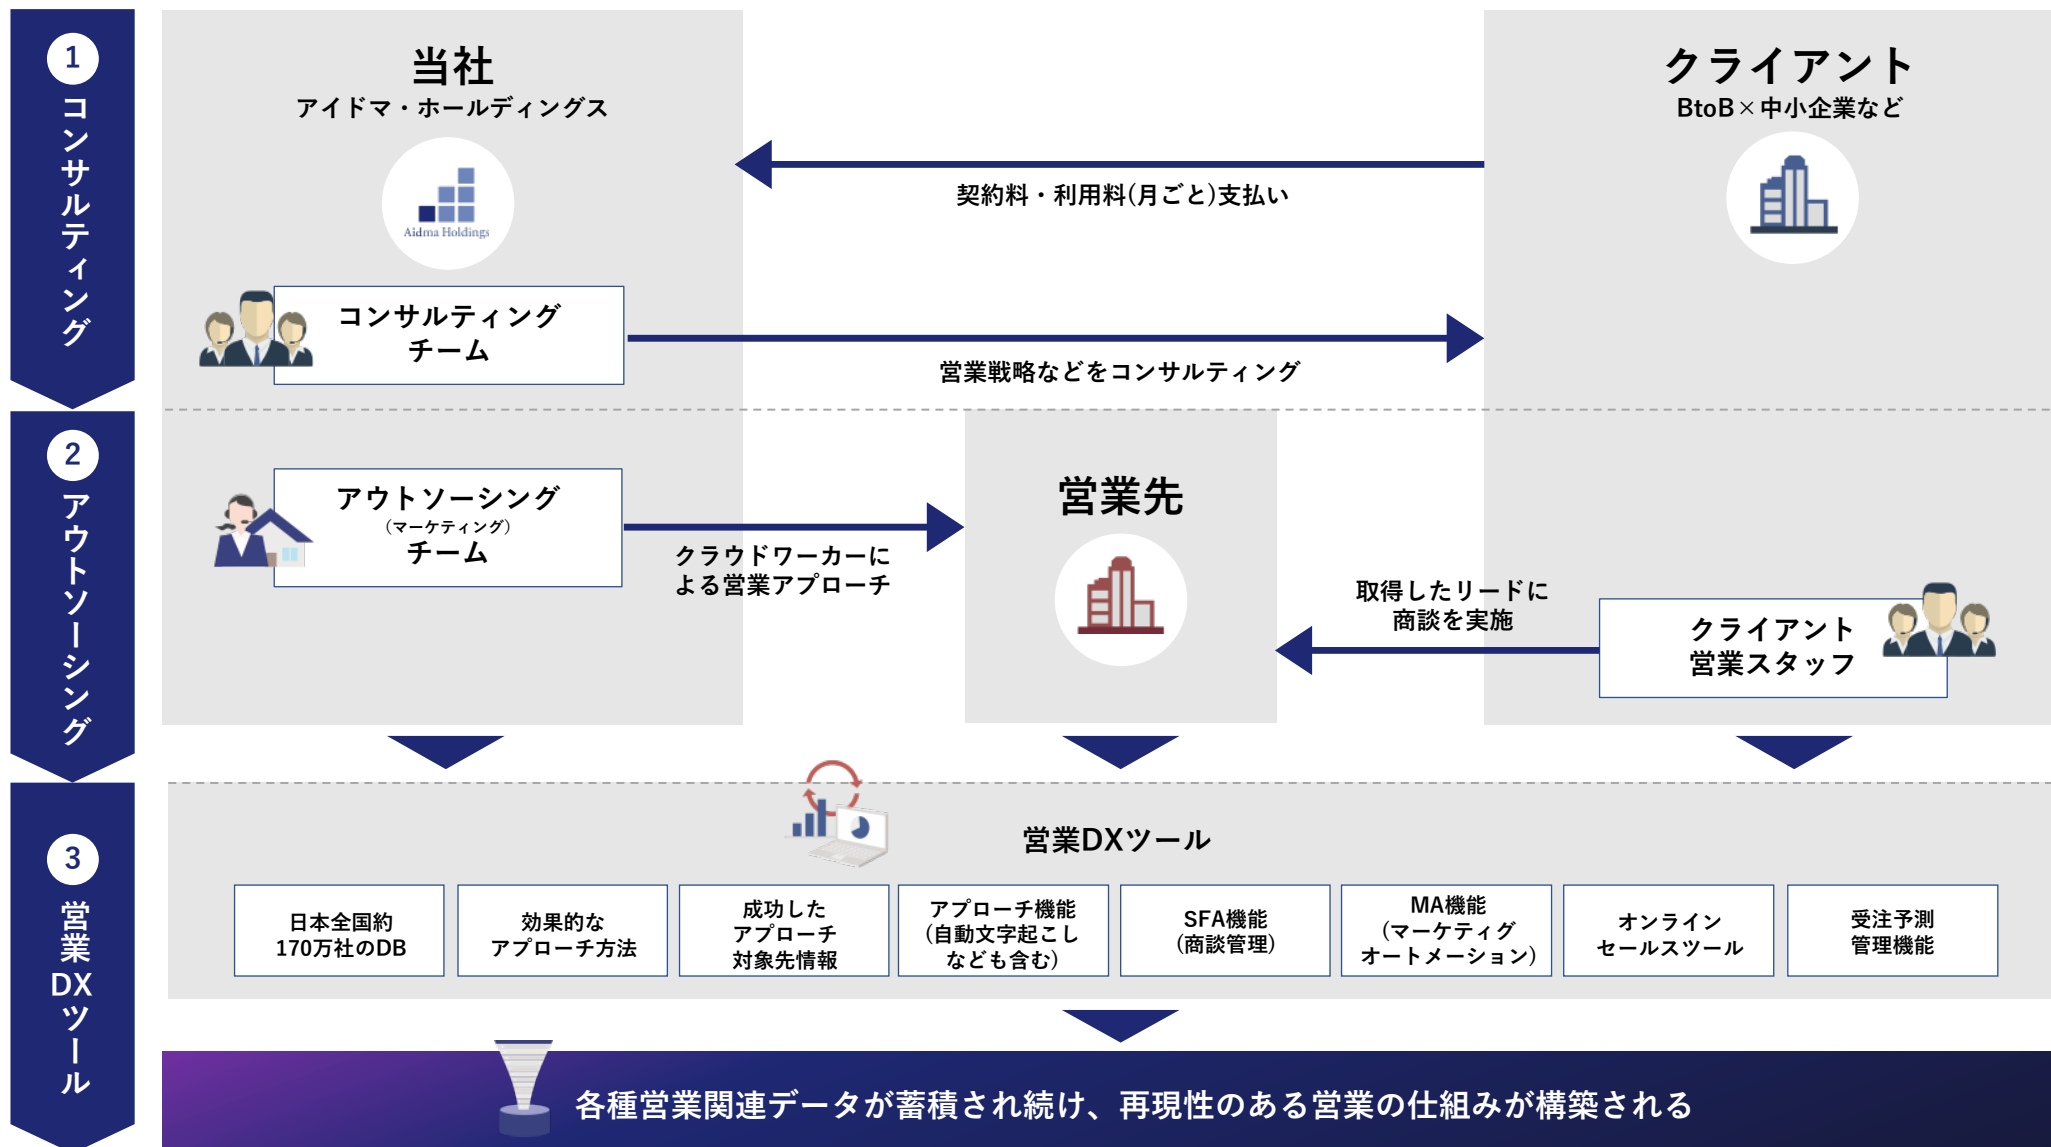 1
コンサルティング
当社
アイドマ・ホールディングス
Aidma Holdings
クライアント
BtoB×中小企業など
契約料・利用料(月ごと)支払い
コンサルティング
チーム
営業戦略などをコンサルティング
2
アウトソーシング
アウトソーシング
(マーケティング)
チーム
クラウドワーカーに
よる営業アプローチ
営業先
取得したリードに
商談を実施
クライアント
営業スタッフ
3
営業DXツール
営業DXツール
日本全国約
170万社のDB
効果的な
アプローチ方法
成功した
アプローチ
対象先情報
アプローチ機能
(自動文字起こし
なども含む)
SFA機能
(商談管理)
MA機能
(マーケティグ
オートメーション)
オンライン
セールスツール
受注予測
管理機能
各種営業関連データが蓄積され続け、再現性のある営業の仕組みが構築される